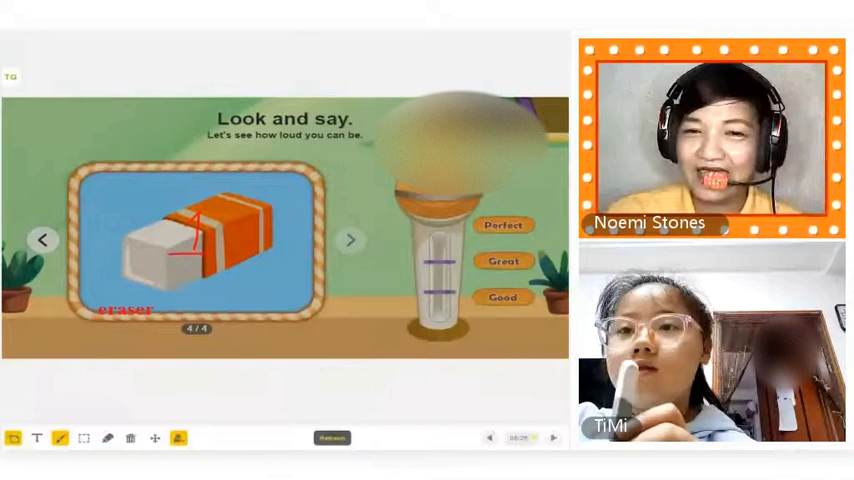 TG
Look and say.
Let's see how loud you can be.
Perfect
Great
Good
eraser
4/4
T
Noemi Stones
TiMi